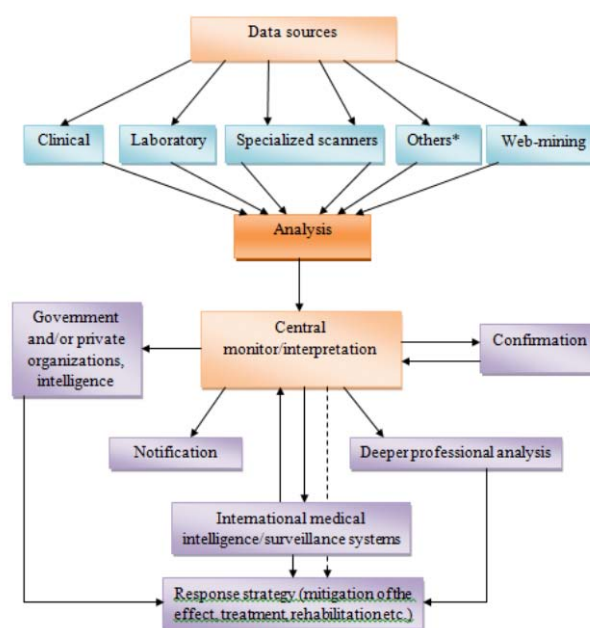 Data sources
Clinical
Laboratory
Specialized scanners
Others*
Web-mining
Analysis
Government
and/or private
organizations,
intelligence
Central
monitor/interpretation
Confirmation
Notification
Deeper professional analysis
International medical
intelligence/surveillance systems
Response strategy (mitigation of the
effect, treatment, rehabilitation etc.)